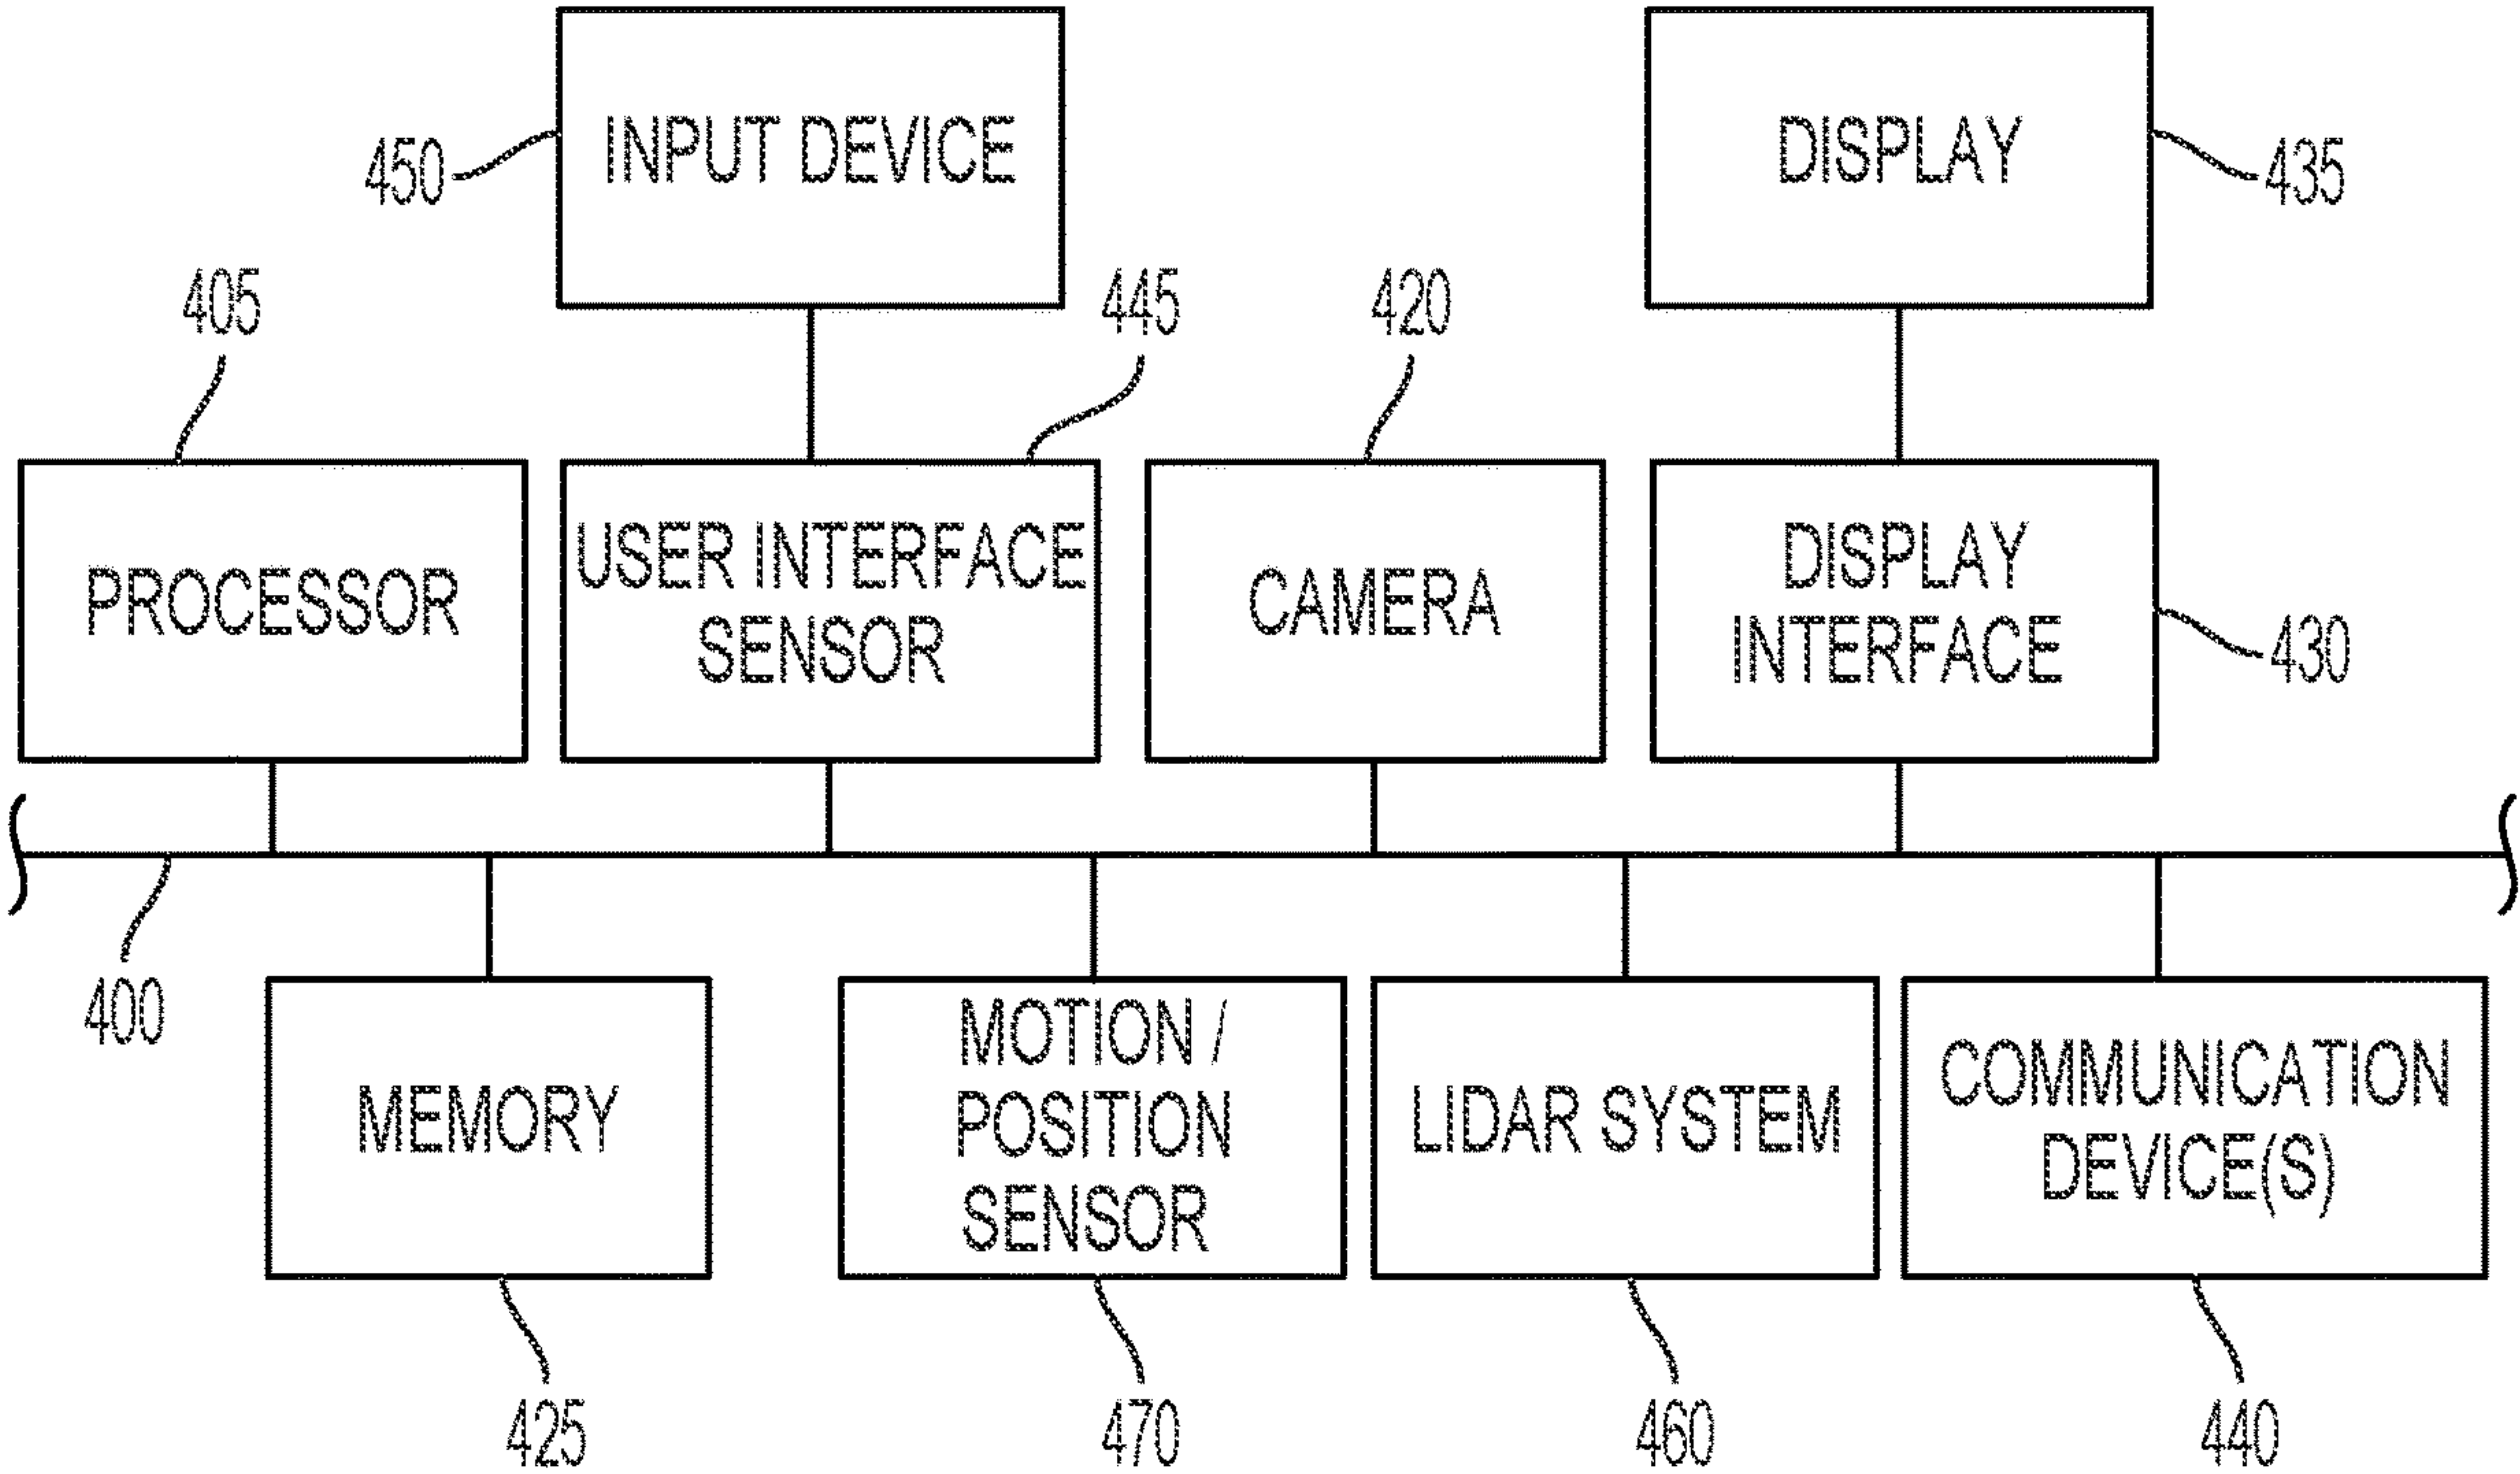 INPUT DEVICE
450
DISPLAY
435
405
445
420
PROCESSOR
USER INTERFACE
SENSOR
CAMERA
DISPLAY
INTERFACE
430
400
MEMORY
MOTION /
POSITION
SENSOR
LIDAR SYSTEM
COMMUNICATION
DEVICE(S)
425
470
460
440